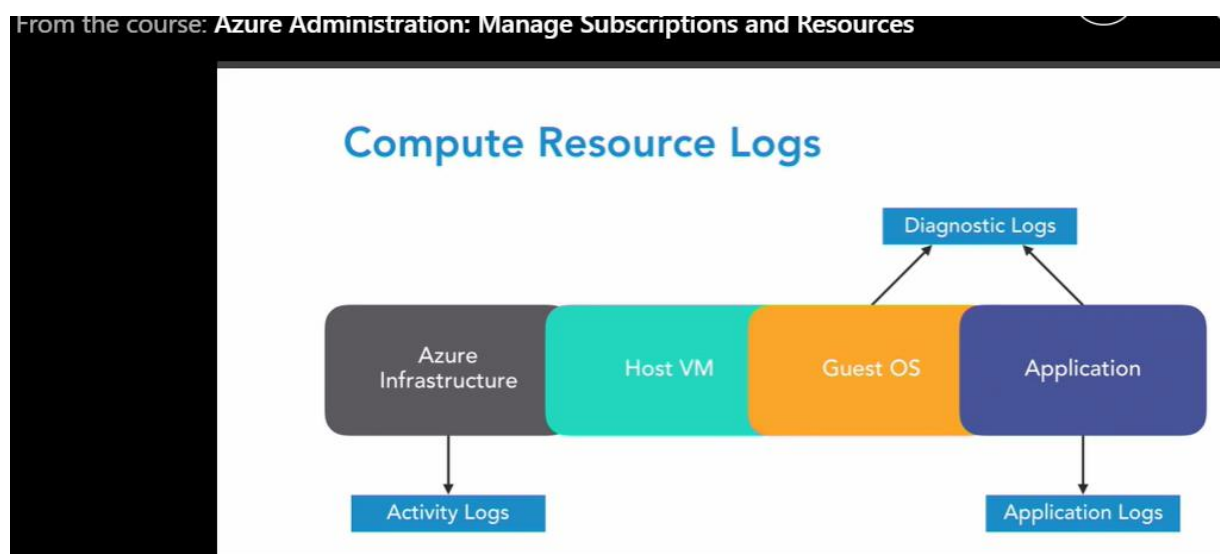 From the course: Azure Administration: Manage Subscriptions and Resources
Compute Resource Logs
Diagnostic Logs
Azure
Infrastructure
Host VM
Guest OS
Application
Activity Logs
Application Logs